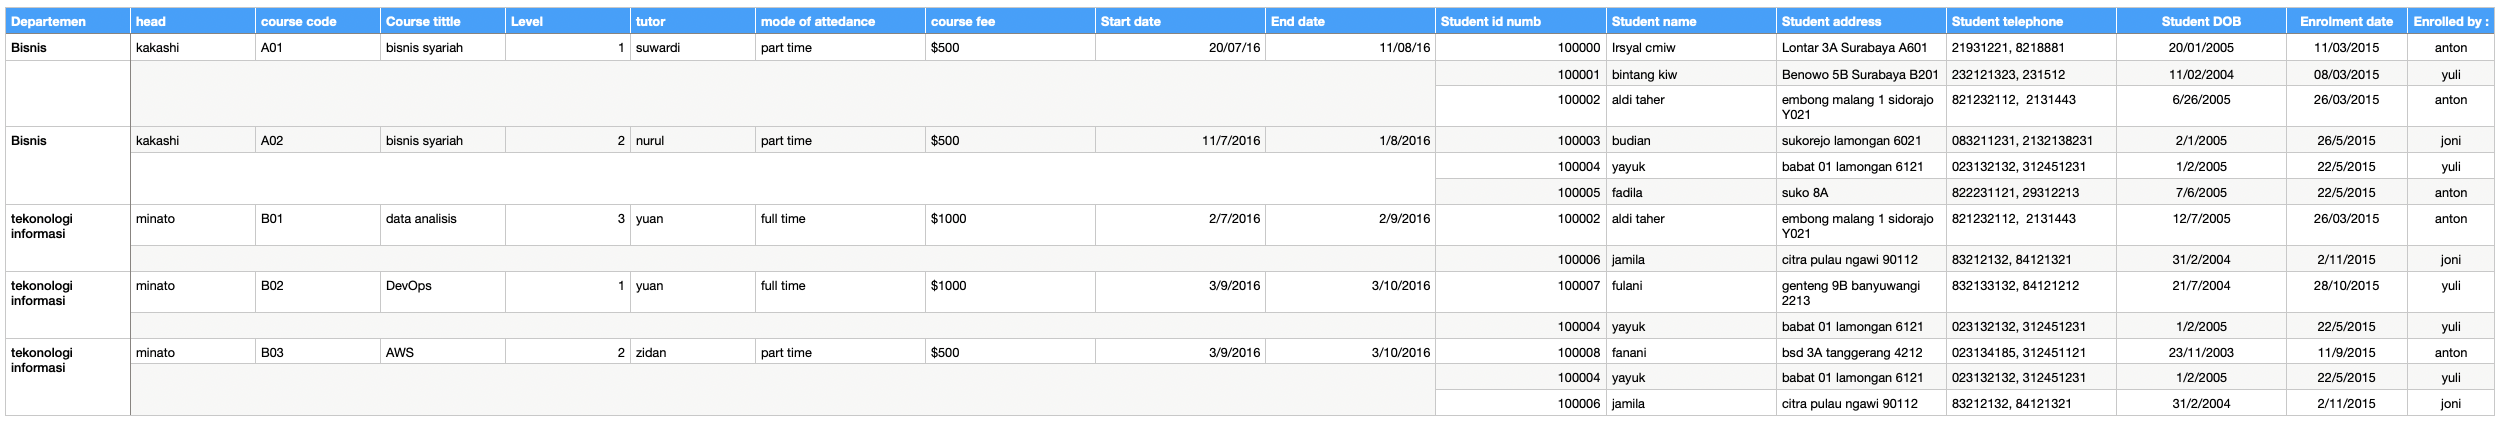 Departemen head course code Course tittle Level tutor mode of attedance course fee Start date End date Student id numb Student name Student address Student telephone Student DOB Enrolment date Enrolled by :
Bisnis kakashi A01 bisnis syariah 1 suwardi part time $500 20/07/16 11/08/16 100000 Irsyal cmiw Lontar 3A Surabaya A601 21931221, 8218881 20/01/2005 11/03/2015 anton
100001 bintang kiw Benowo 5B Surabaya B201 232121323, 231512 11/02/2004 08/03/2015 yuli
100002 aldi taher embong malang 1 sidorajo 821232112, 2131443 6/26/2005 26/03/2015 anton
Y021
Bisnis kakashi A02 bisnis syariah 2 nurul part time $500 11/7/2016 1/8/2016 100003 budian sukorejo lamongan 6021 083211231, 2132138231 2/1/2005 26/5/2015 joni
100004 yayuk babat 01 lamongan 6121 023132132, 312451231 1/2/2005 22/5/2015 yuli
100005 fadila suko 8A 822231121, 29312213 7/6/2005 22/5/2015 anton
tekonologi minato B01 data analisis 3 yuan full time $1000 2/7/2016 2/9/2016 100002 aldi taher embong malang 1 sidorajo 821232112, 2131443 12/7/2005 26/03/2015 anton
informasi Y021
100006 jamila citra pulau ngawi 90112 83212132, 84121321 31/2/2004 2/11/2015 joni
tekonologi minato B02 DevOps 1 yuan full time $1000 3/9/2016 3/10/2016 100007 fulani genteng 9B banyuwangi 832133132, 84121212 21/7/2004 28/10/2015 yuli
informasi 2213
100004 yayuk babat 01 lamongan 6121 023132132, 312451231 1/2/2005 22/5/2015 yuli
tekonologi minato B03 AWS 2 zidan part time $500 3/9/2016 3/10/2016 100008 fanani bsd 3A tanggerang 4212 023134185, 312451121 23/11/2003 11/9/2015 anton
informasi
100004 yayuk babat 01 lamongan 6121 023132132, 312451231 1/2/2005 22/5/2015 yuli
100006 jamila citra pulau ngawi 90112 83212132, 84121321 31/2/2004 2/11/2015 joni